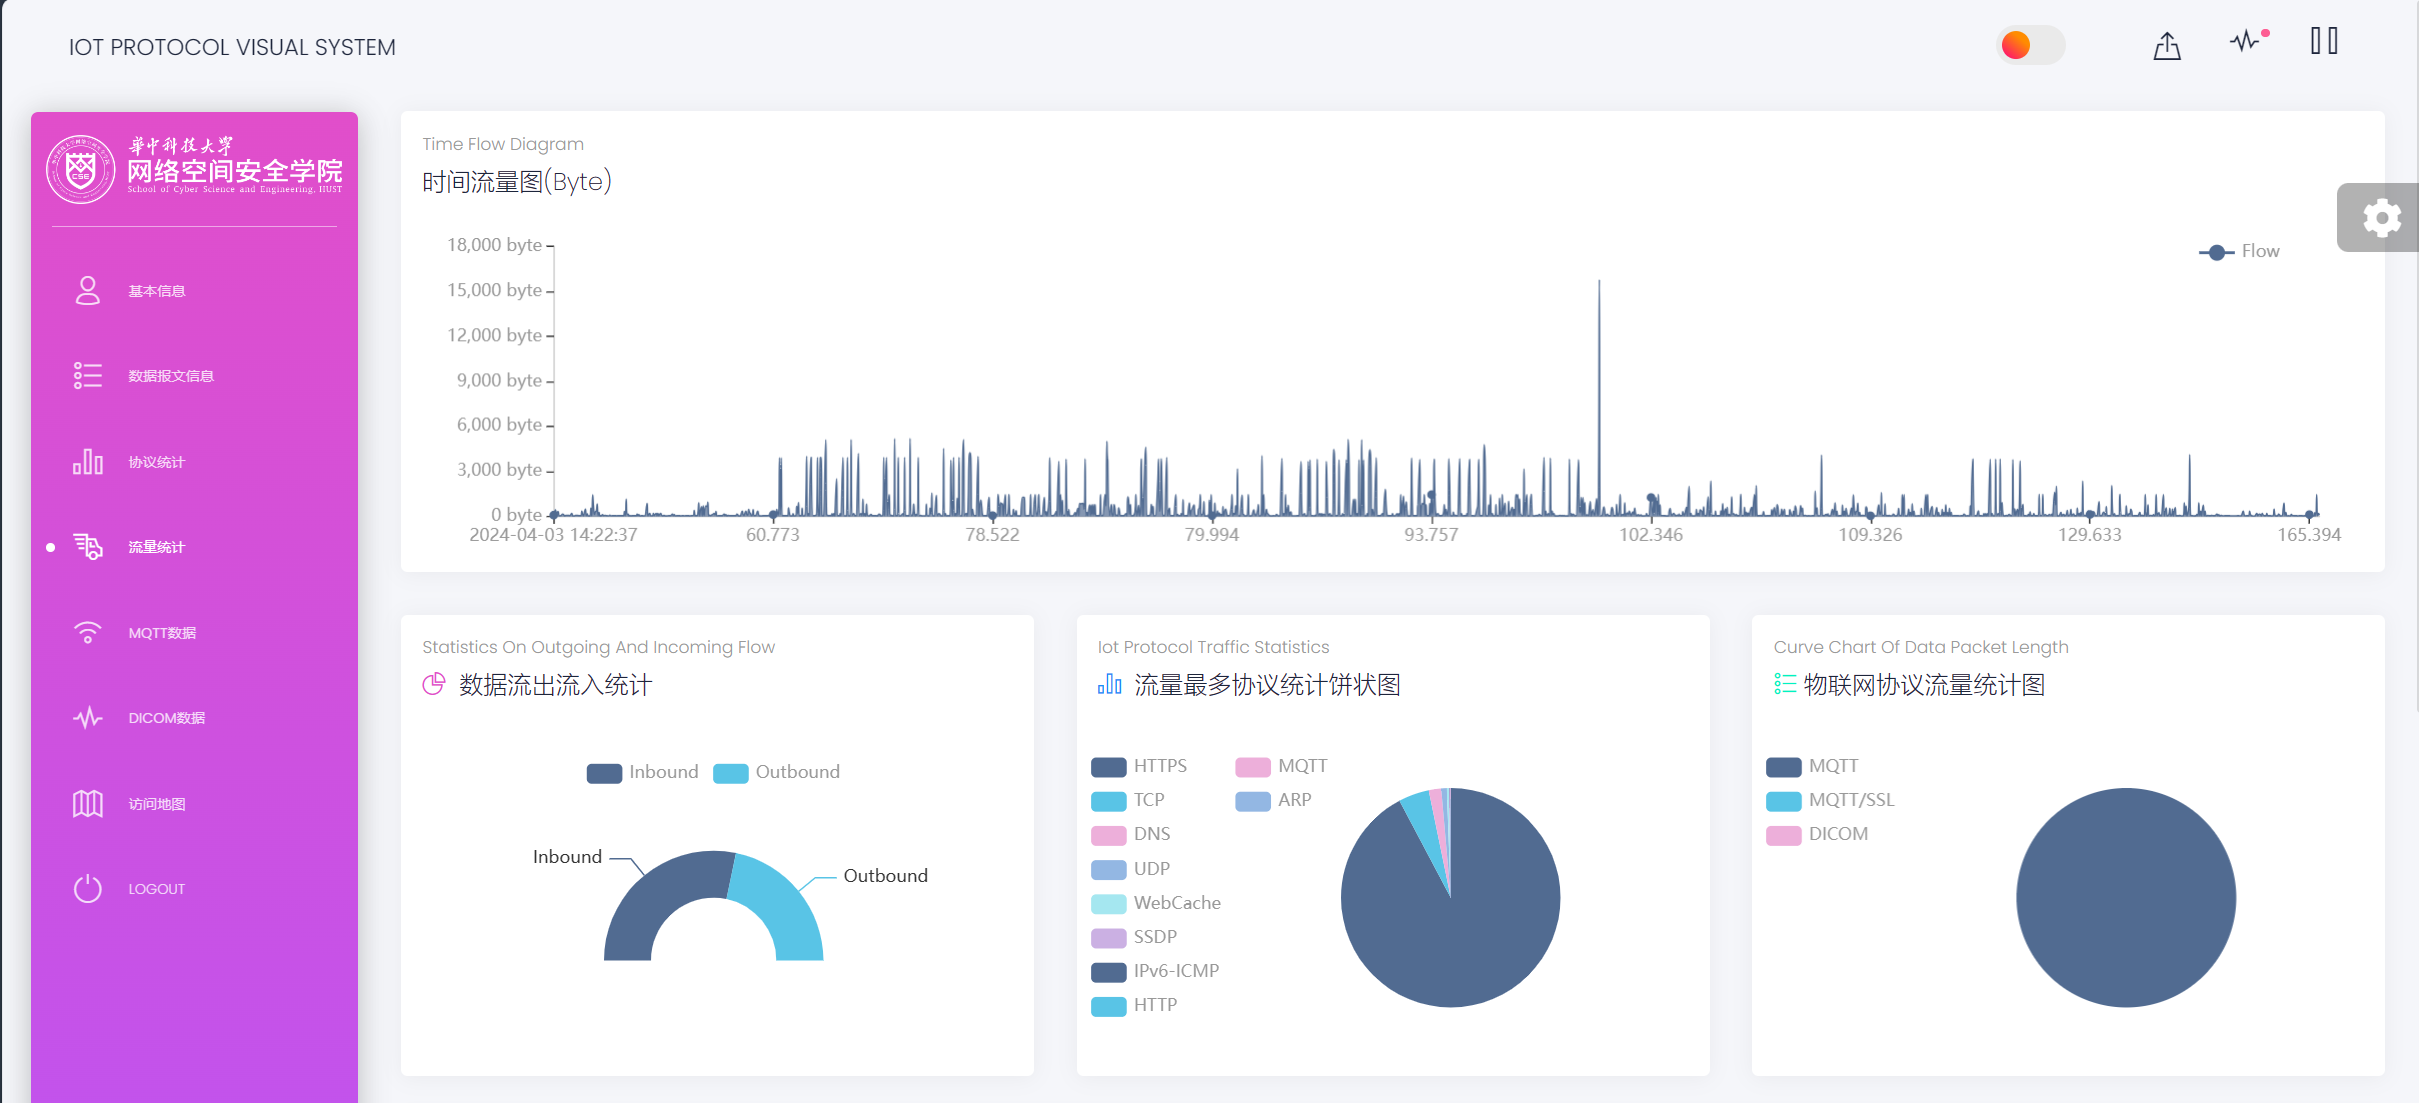 IOT PROTOCOL VISUAL SYSTEM
華中科技大学
网络空间安全学院
School of Cyber Science and Engineering, HUST
CSE
基本信息
数据报文信息
协议统计
流量统计
MQTT数据
DICOM数据
访问地图
LOGOUT
Time Flow Diagram
时间流量图(Byte)
Flow
18,000 byte
15,000 byte
12,000 byte
9,000 byte
6,000 byte
3,000 byte
0 byte
2024-04-03 14:22:37 60.773 78.522 79.994 93.757 102.346 109.326 129.633 165.394
Statistics On Outgoing And Incoming Flow
数据流出流入统计
Inbound Outbound
Inbound
Outbound
Iot Protocol Traffic Statistics
流量最多协议统计饼状图
HTTPS
TCP
DNS
UDP
WebCache
SSDP
IPv6-ICMP
HTTP
MQTT
ARP
Curve Chart Of Data Packet Length
物联网协议流量统计图
MQTT
MQTT/SSL
DICOM